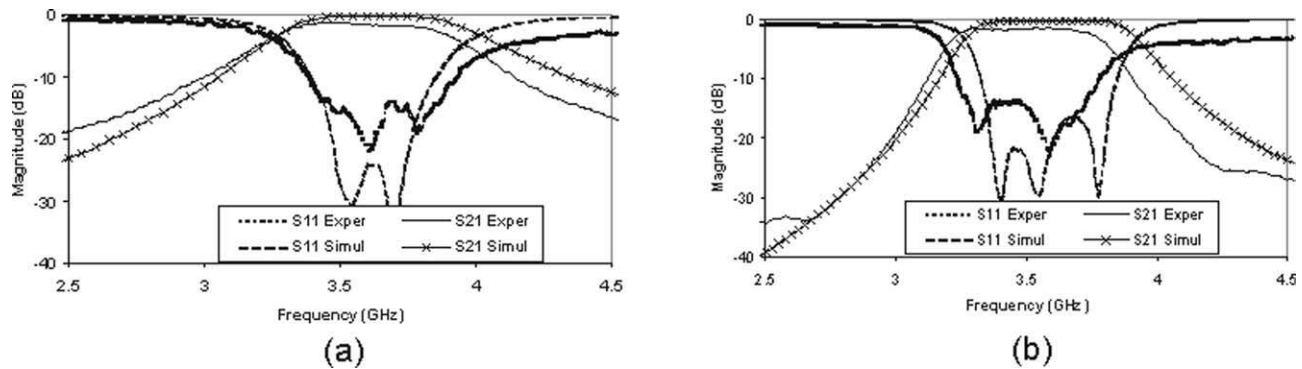 0
-10
-20
-30
-40
Magnitude (dB)
S11 Exper
S21 Exper
S11 Simul
S21 Simul
2.5
3
3.5
4
4.5
Frequency (GHz)
(a)
0
-10
-20
-30
-40
Magnitude (dB)
S11 Exper
S21 Exper
S11 Simul
S21 Simul
2.5
3
3.5
4
4.5
Frequency (GHz)
(b)